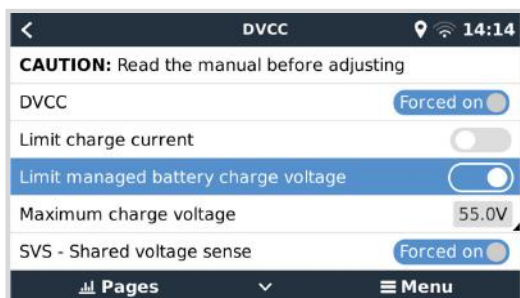 DVCC 14:14
CAUTION: Read the manual before adjusting
DVCC Forced on
Limit charge current
Limit managed battery charge voltage
Maximum charge voltage 55.0V
SVS - Shared voltage sense Forced on
Pages Menu